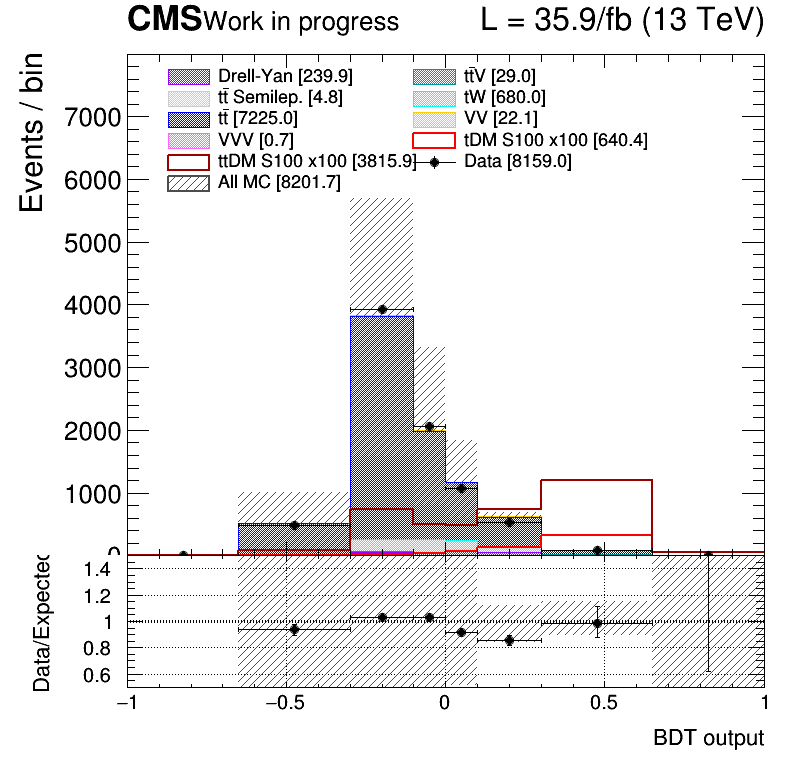 CMS Work in progress L = 35.9/fb (13 TeV)
Events / bin
Drell-Yan [239.9] tt̄V [29.0]
tt̄ Semilep. [4.8] tW [680.0]
tt̄ [7225.0] VV [22.1]
VVV [0.7] tDM S100 x100 [640.4]
ttDM S100 x100 [3815.9] Data [8159.0]
All MC [8201.7]
7000
6000
5000
4000
3000
2000
1000
0
Data/Expected
1.4
1.2
1
0.8
0.6
−1 −0.5 0 0.5 1
BDT output